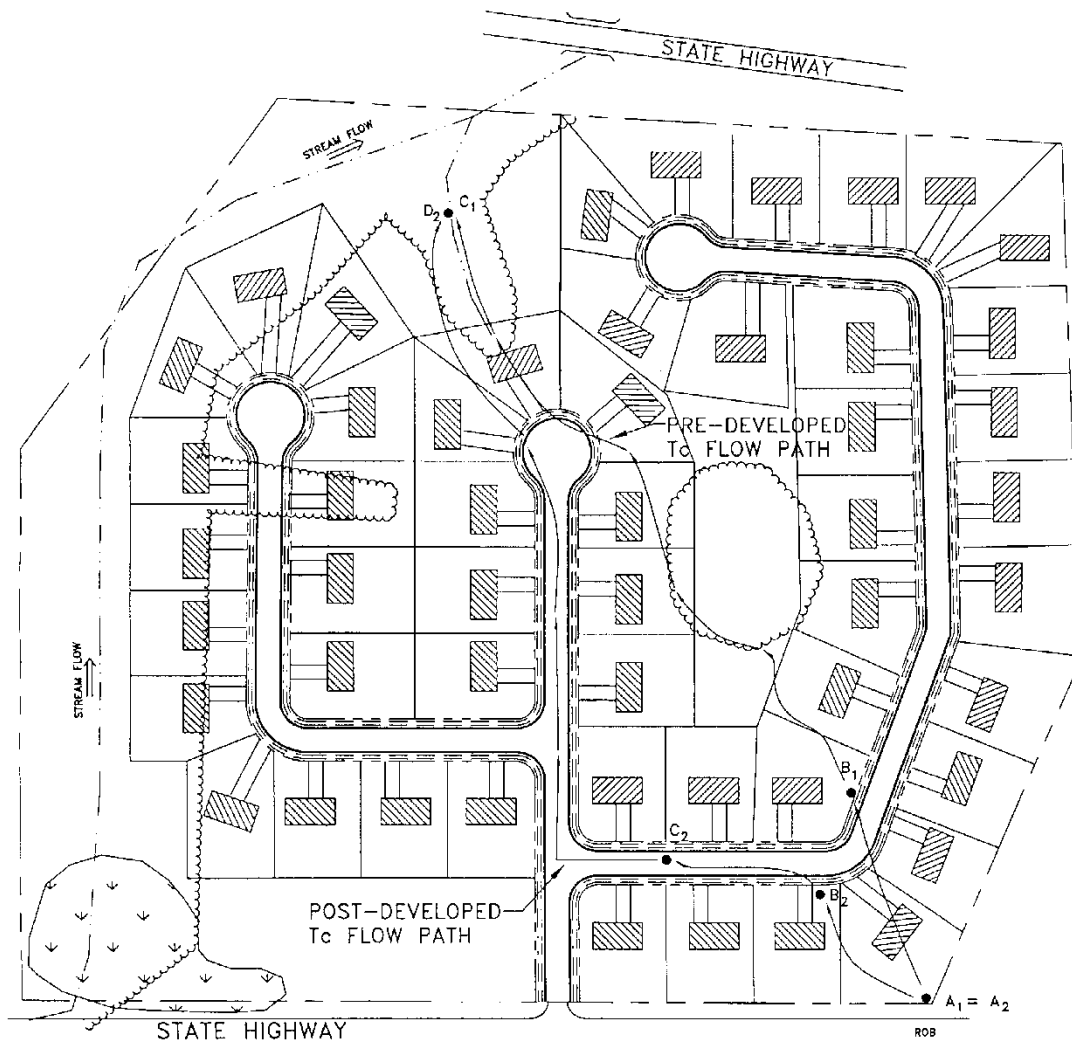 STATE HIGHWAY
STREAM FLOW
D2 C1
PRE-DEVELOPED
Tc FLOW PATH
STREAM FLOW
B1
C2
B2
POST-DEVELOPED
Tc FLOW PATH
A1 = A2
STATE HIGHWAY
ROB